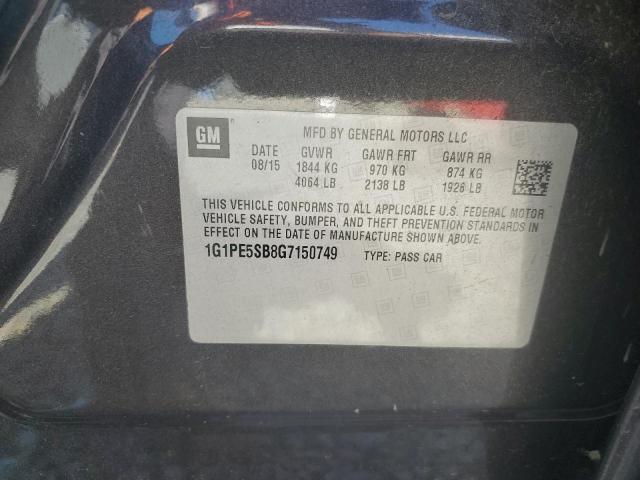 GM
MFD BY GENERAL MOTORS LLC
DATE GVWR GAWR FRT GAWR RR
08/15 1844 KG 970 KG 874 KG
4064 LB 2138 LB 1926 LB
THIS VEHICLE CONFORMS TO ALL APPLICABLE U.S. FEDERAL MOTOR
VEHICLE SAFETY, BUMPER, AND THEFT PREVENTION STANDARDS IN
EFFECT ON THE DATE OF MANUFACTURE SHOWN ABOVE.
1G1PE5SB8G7150749 TYPE: PASS CAR